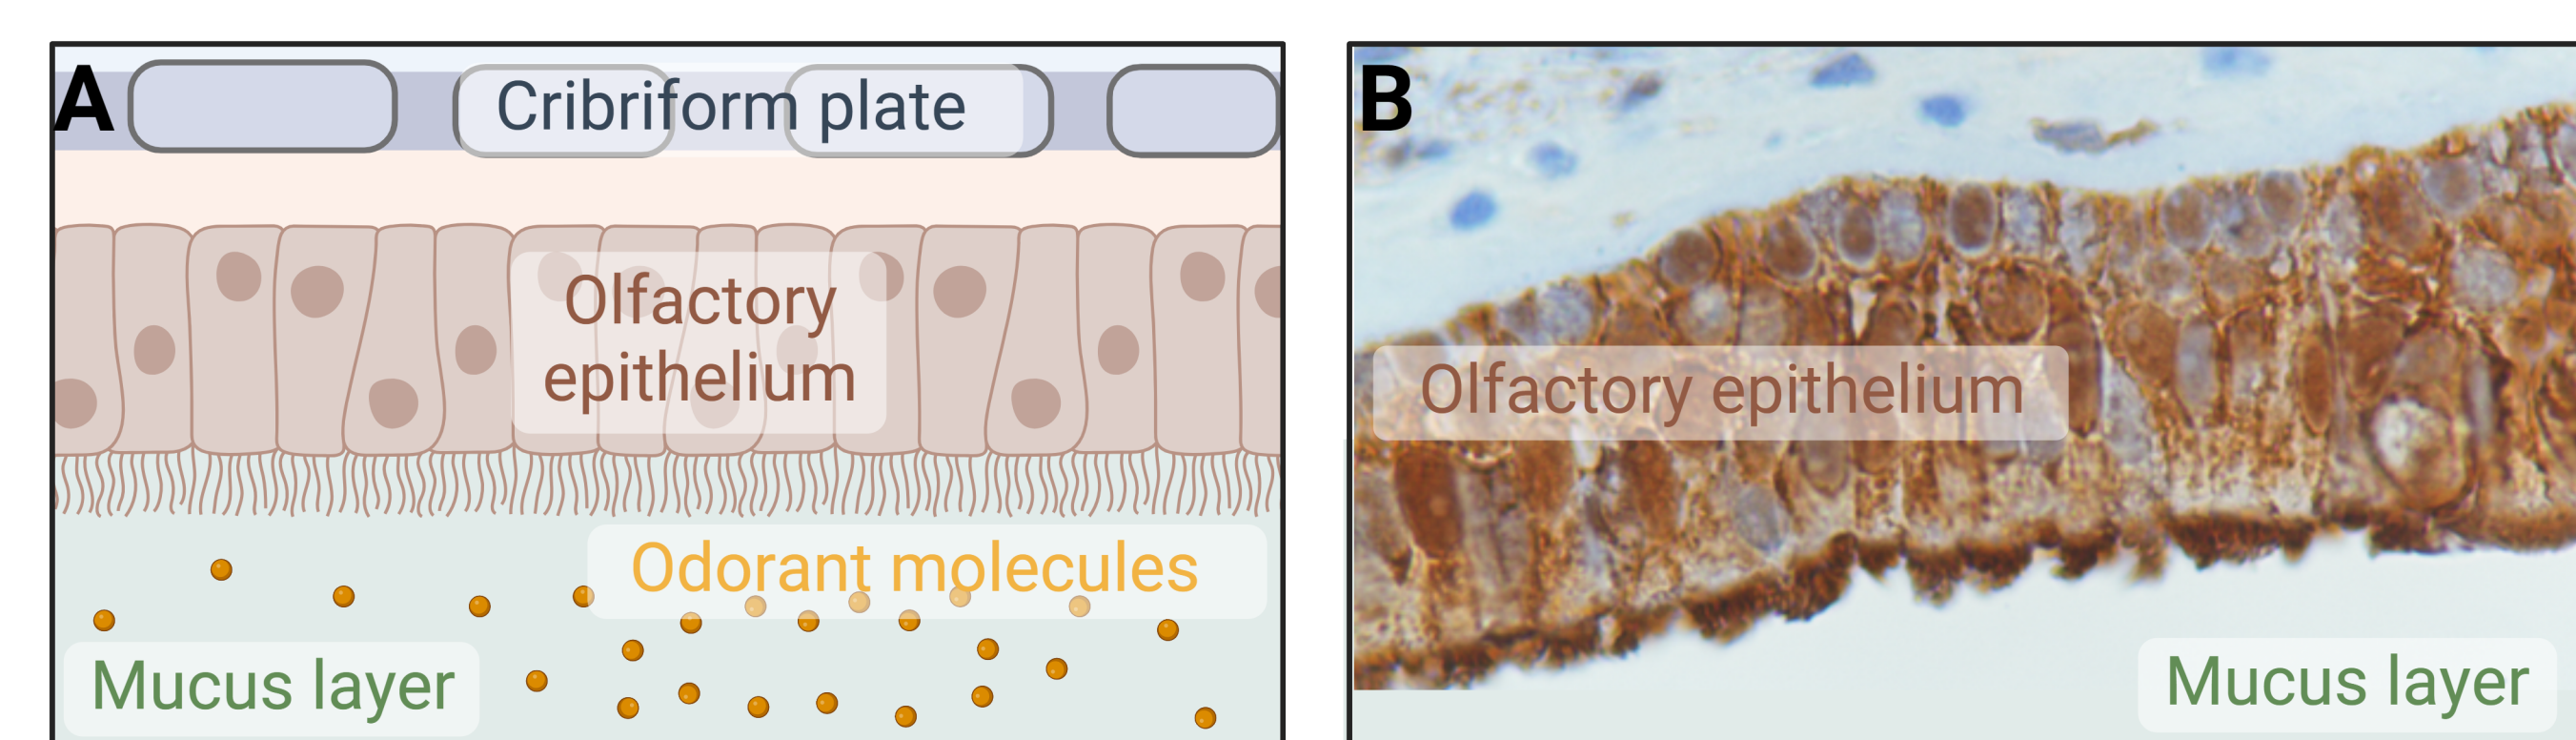 A
Cribriform plate
Olfactory
epithelium
Odorant molecules
Mucus layer
B
Olfactory epithelium
Mucus layer